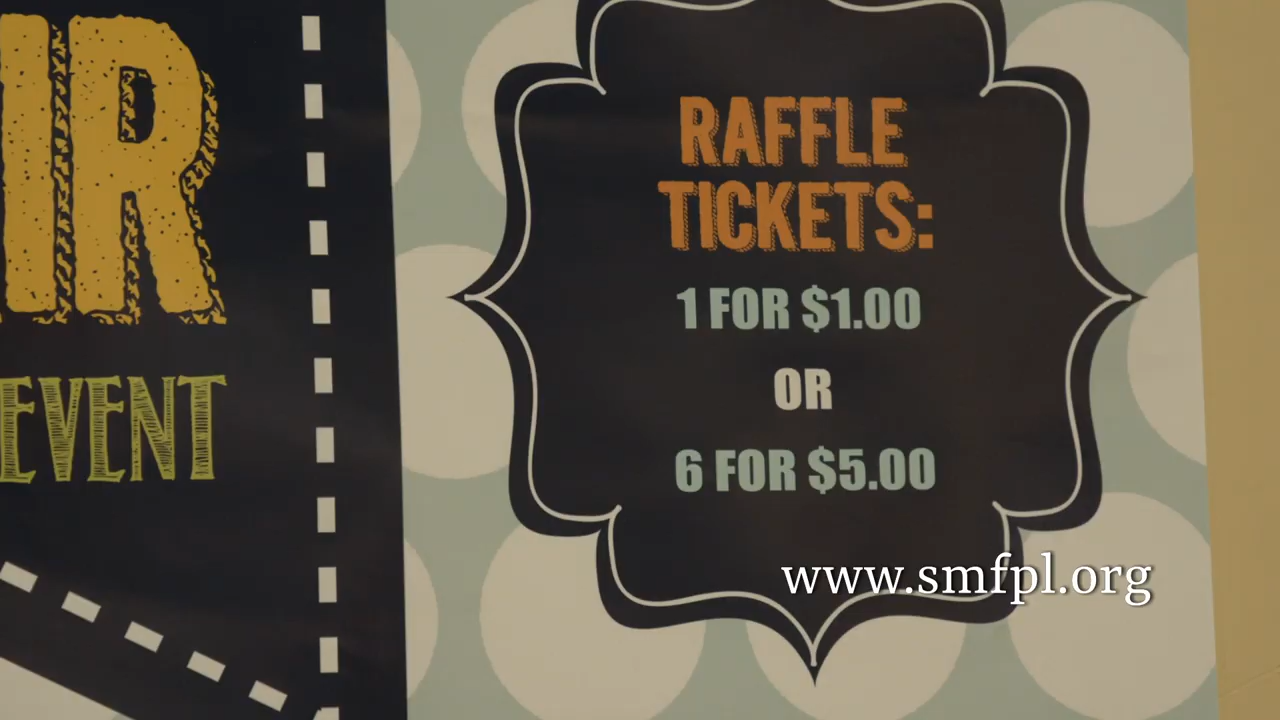 IR
EVENT
RAFFLE
TICKETS:
1 FOR $1.00
OR
6 FOR $5.00
www.smfpl.org